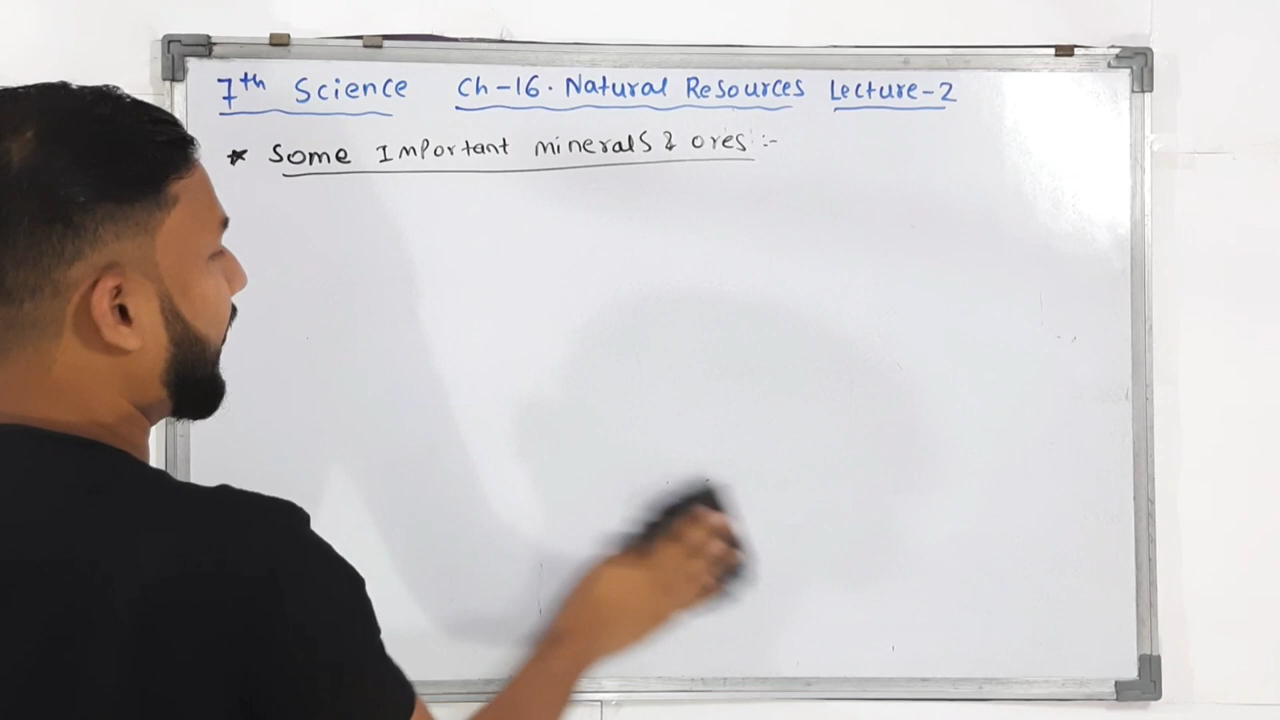 7th Science Ch-16. Natural Resources Lecture-2
* Some Important minerals & ores :-